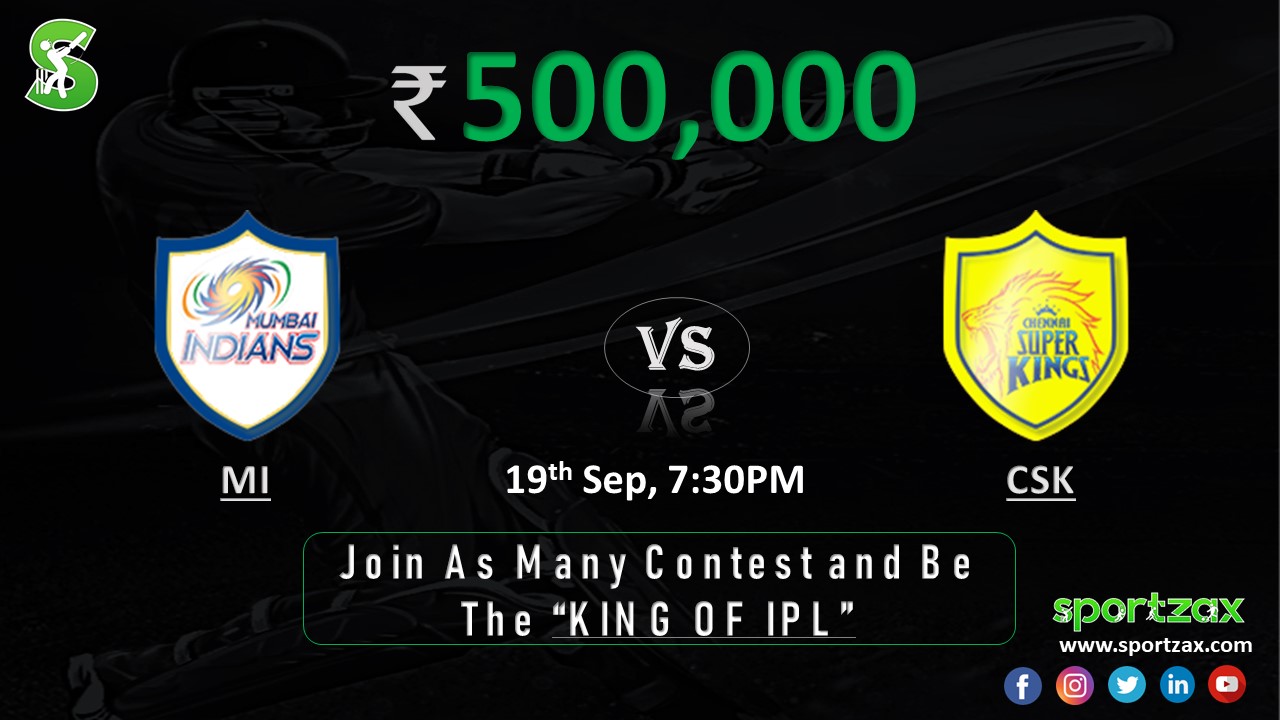 ₹500,000
MUMBAI
INDIANS
VS
CHENNAI
SUPER
KINGS
MI
19th Sep, 7:30PM
CSK
Join As Many Contest and Be
The “KING OF IPL”
sportzax
www.sportzax.com